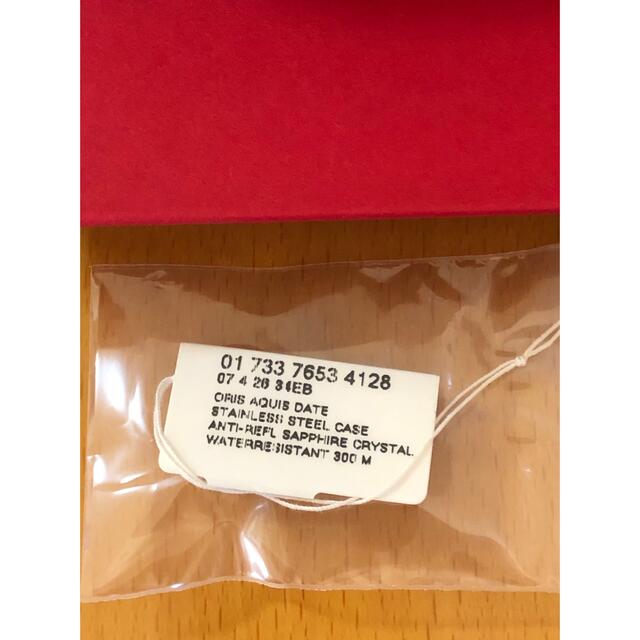 01 733 7653 4128
07 4 26 34EB
ORIS AQUIS DATE
STAINLESS STEEL CASE
ANTI-REFL SAPPHIRE CRYSTAL
WATERRESISTANT 300 M